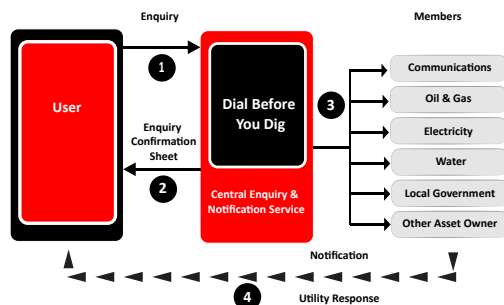 Enquiry
Members
1
User
Dial Before
You Dig
3
Communications
Oil & Gas
Electricity
Water
Local Government
Other Asset Owner
Enquiry
Confirmation
Sheet
2
Central Enquiry &
Notification Service
Notification
4
Utility Response